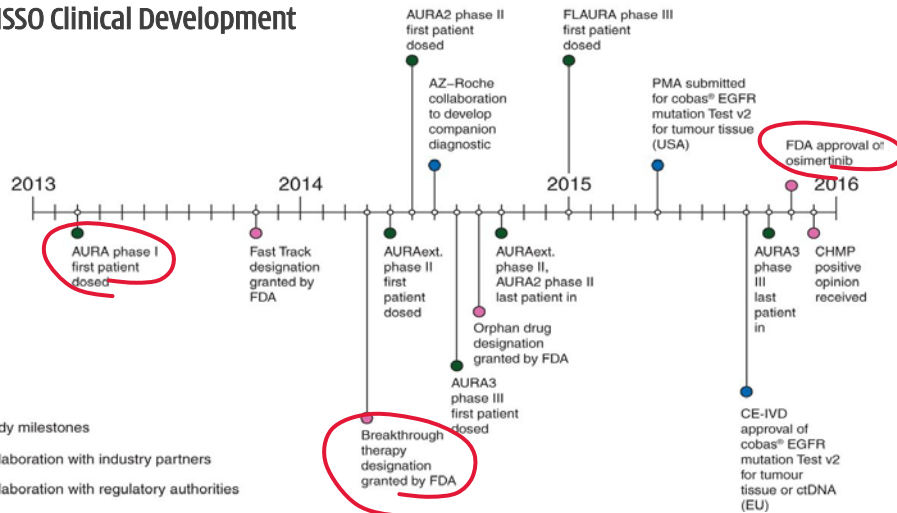 ISSO Clinical Development
AURA2 phase II
first patient
dosed
FLAURA phase III
first patient
dosed
AZ–Roche
collaboration
to develop
companion
diagnostic
PMA submitted
for cobas® EGFR
mutation Test v2
for tumour tissue
(USA)
FDA approval of
osimertinib
2013
2014
2015
2016
AURA phase I
first patient
dosed
Fast Track
designation
granted by
FDA
AURAext.
phase II
first
patient
dosed
AURAext.
phase II,
AURA2 phase II
last patient in
AURA3
phase
III
last
patient
in
CHMP
positive
opinion
received
Orphan drug
designation
granted by FDA
AURA3
phase III
first patient
dosed
Breakthrough
therapy
designation
granted by FDA
CE-IVD
approval of
cobas® EGFR
mutation Test v2
for tumour
tissue or ctDNA
(EU)
dy milestones
laboration with industry partners
laboration with regulatory authorities